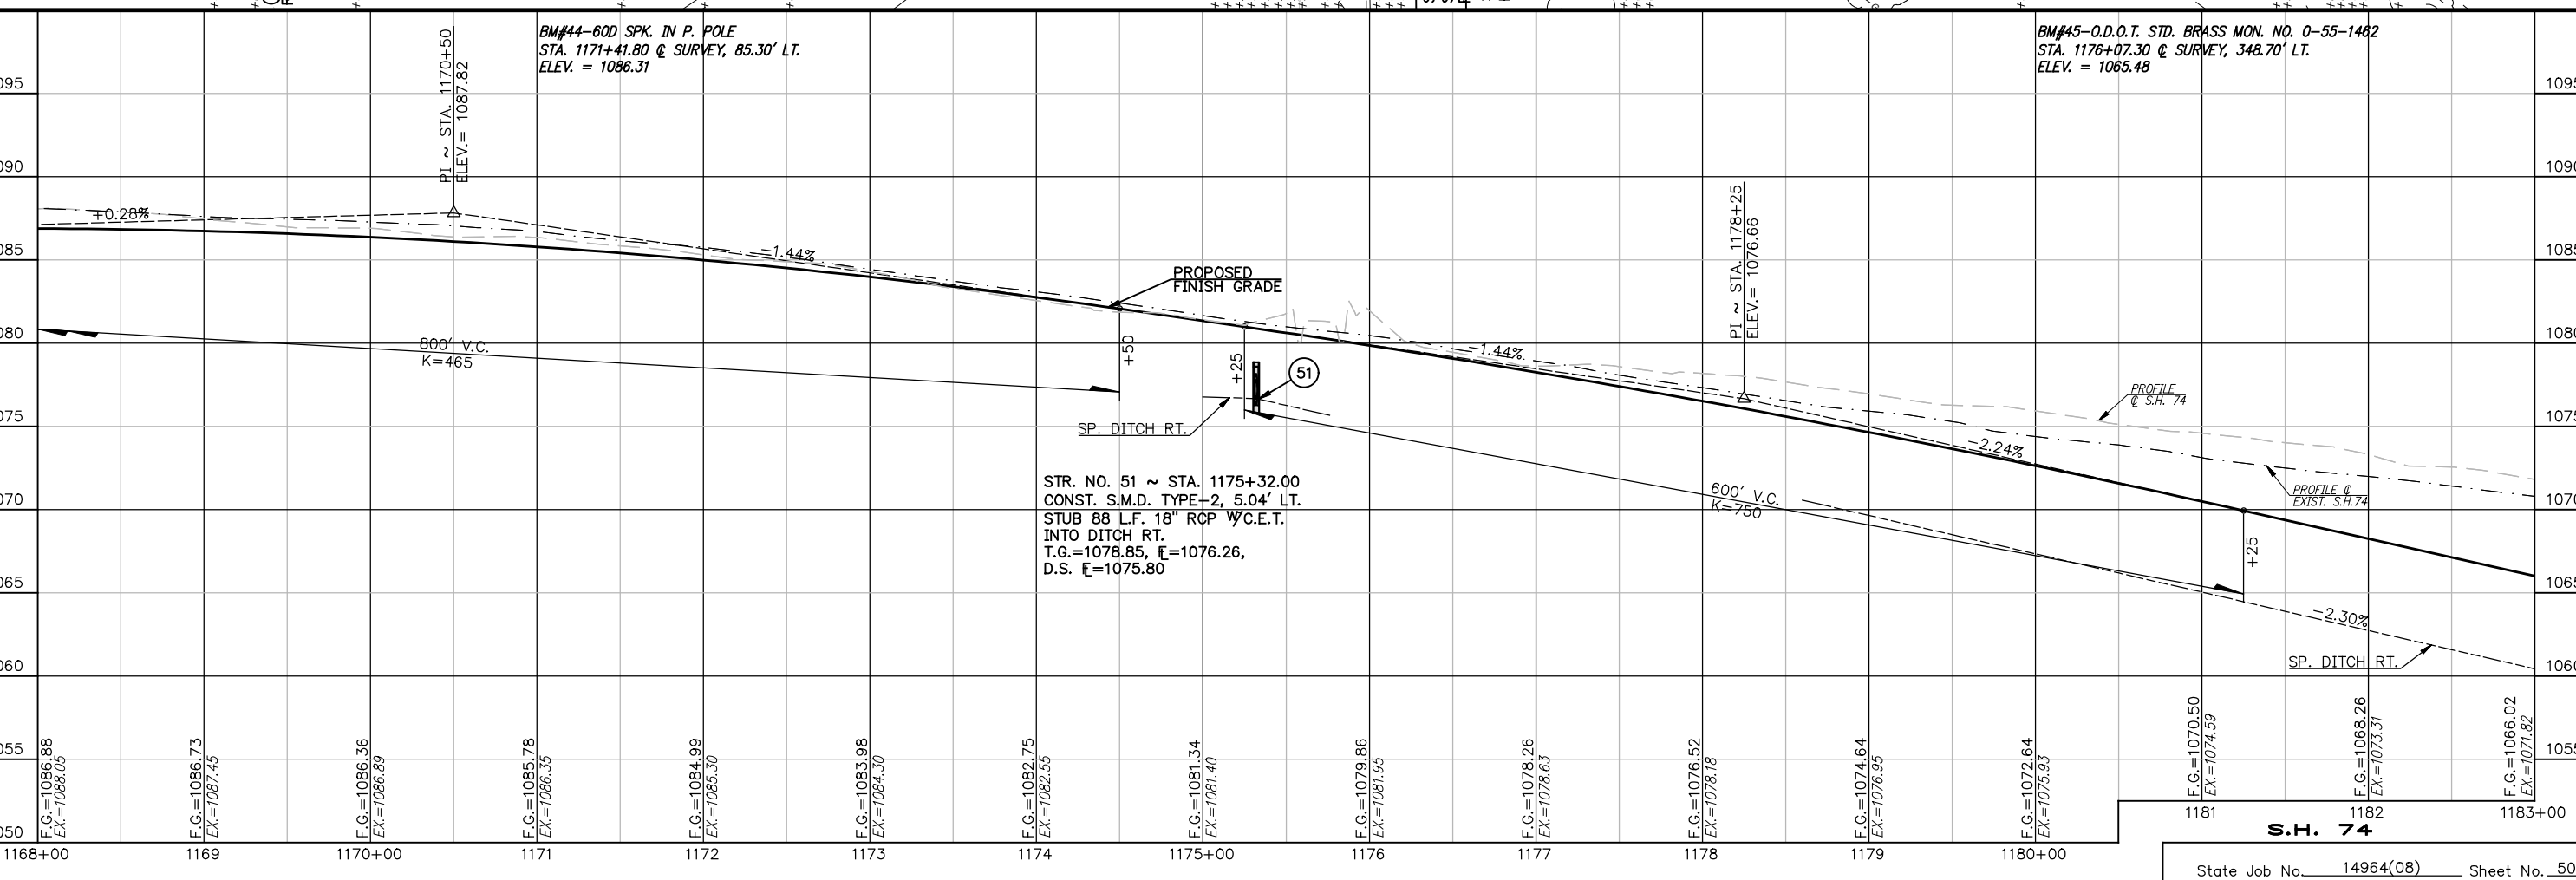 BM#44-60D SPK. IN P. POLE
STA. 1171+41.80 ℄ SURVEY, 85.30' LT.
ELEV. = 1086.31
BM#45-O.D.O.T. STD. BRASS MON. NO. 0-55-1462
STA. 1176+07.30 ℄ SURVEY, 348.70' LT.
ELEV. = 1065.48
PI ~ STA. 1170+50
ELEV.= 1087.82
PI ~ STA. 1178+25
ELEV.= 1076.66
1095
1090
1085
1080
1075
1070
1065
1060
1055
+0.28%
-1.44%
PROPOSED
FINISH GRADE
-1.44%
-2.24%
PROFILE
℄ S.H. 74
PROFILE ℄
EXIST. S.H.74
800' V.C.
K=465
+50
+25
51
SP. DITCH RT.
STR. NO. 51 ~ STA. 1175+32.00
CONST. S.M.D. TYPE-2, 5.04' LT.
STUB 88 L.F. 18" RCP W/C.E.T.
INTO DITCH RT.
T.G.=1078.85, FL=1076.26,
D.S. FL=1075.80
600' V.C.
K=750
+25
-2.30%
SP. DITCH RT.
F.G.=1086.88
EX.=1088.05
F.G.=1086.73
EX.=1087.45
F.G.=1086.36
EX.=1086.89
F.G.=1085.78
EX.=1086.35
F.G.=1084.99
EX.=1085.30
F.G.=1083.98
EX.=1084.30
F.G.=1082.75
EX.=1082.55
F.G.=1081.34
EX.=1081.40
F.G.=1079.86
EX.=1081.95
F.G.=1078.26
EX.=1078.63
F.G.=1076.52
EX.=1078.18
F.G.=1074.64
EX.=1076.95
F.G.=1072.64
EX.=1075.93
F.G.=1070.50
EX.=1074.59
F.G.=1068.26
EX.=1073.31
F.G.=1066.02
EX.=1071.82
1168+00 1169 1170+00 1171 1172 1173 1174 1175+00 1176 1177 1178 1179 1180+00 1181 1182 1183+00
S.H. 74
State Job No. 14964(08) Sheet No. 50